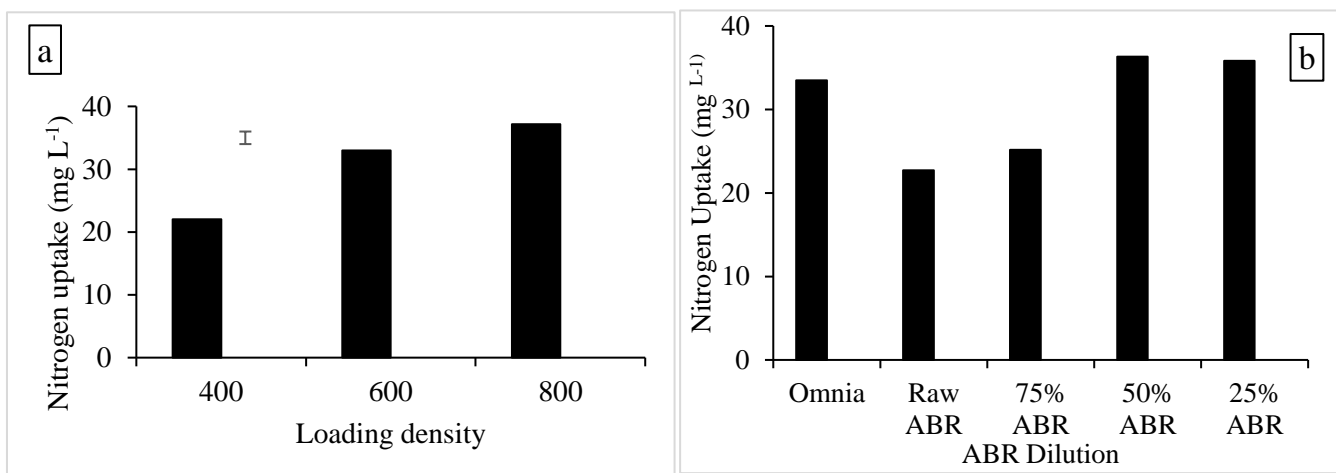 a
Nitrogen uptake (mg L-1)
40
30
20
10
0
400 600 800
Loading density
b
Nitrogen Uptake (mg L-1)
40
30
20
10
0
Omnia Raw ABR 75% ABR 50% ABR 25% ABR
ABR Dilution